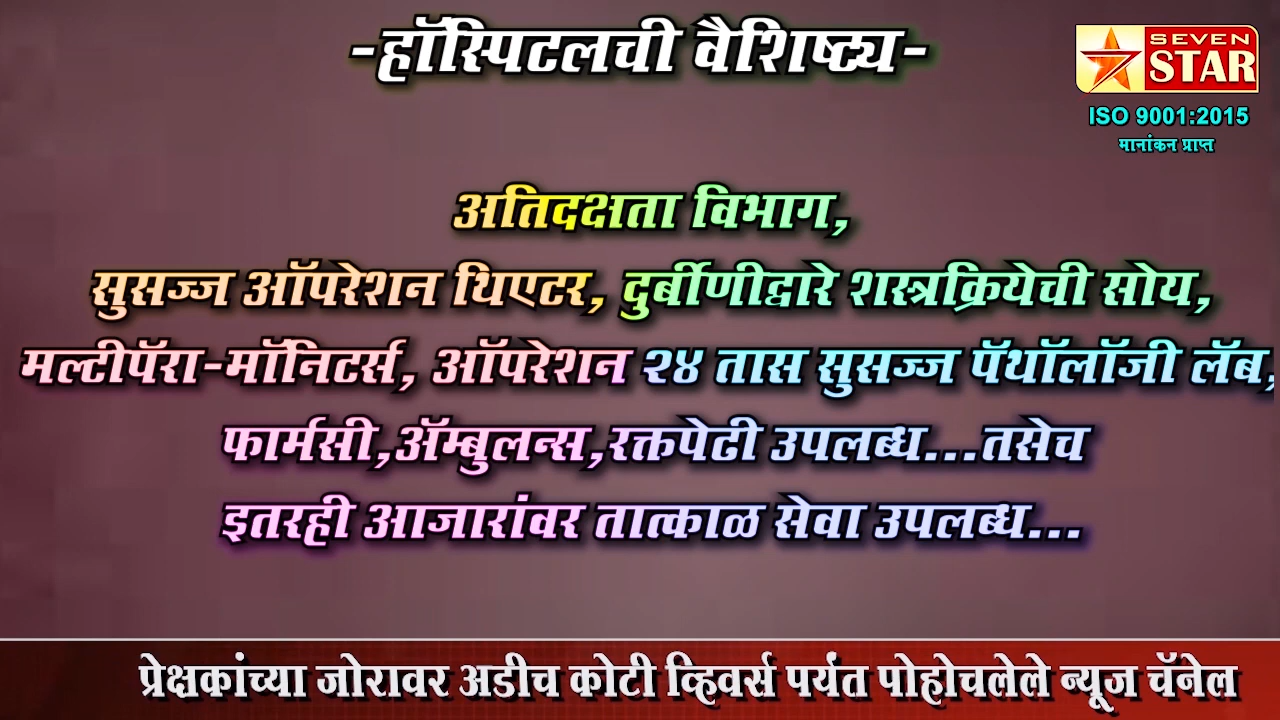 -हॉस्पिटलची वैशिष्ट्य-
SEVEN
STAR
ISO 9001:2015
मानांकन प्राप्त
अतिदक्षता विभाग,
सुसज्ज ऑपरेशन थिएटर, दुर्बीणीद्वारे शस्त्रक्रियेची सोय,
मल्टीपॅरा-मॉनिटर्स, ऑपरेशन २४ तास सुसज्ज पॅथॉलॉजी लॅब,
फार्मसी,ॲम्बुलन्स,रक्तपेढी उपलब्ध...तसेच
इतरही आजारांवर तात्काळ सेवा उपलब्ध...
प्रेक्षकांच्या जोरावर अडीच कोटी व्हिवर्स पर्यंत पोहोचलेले न्यूज चॅनेल